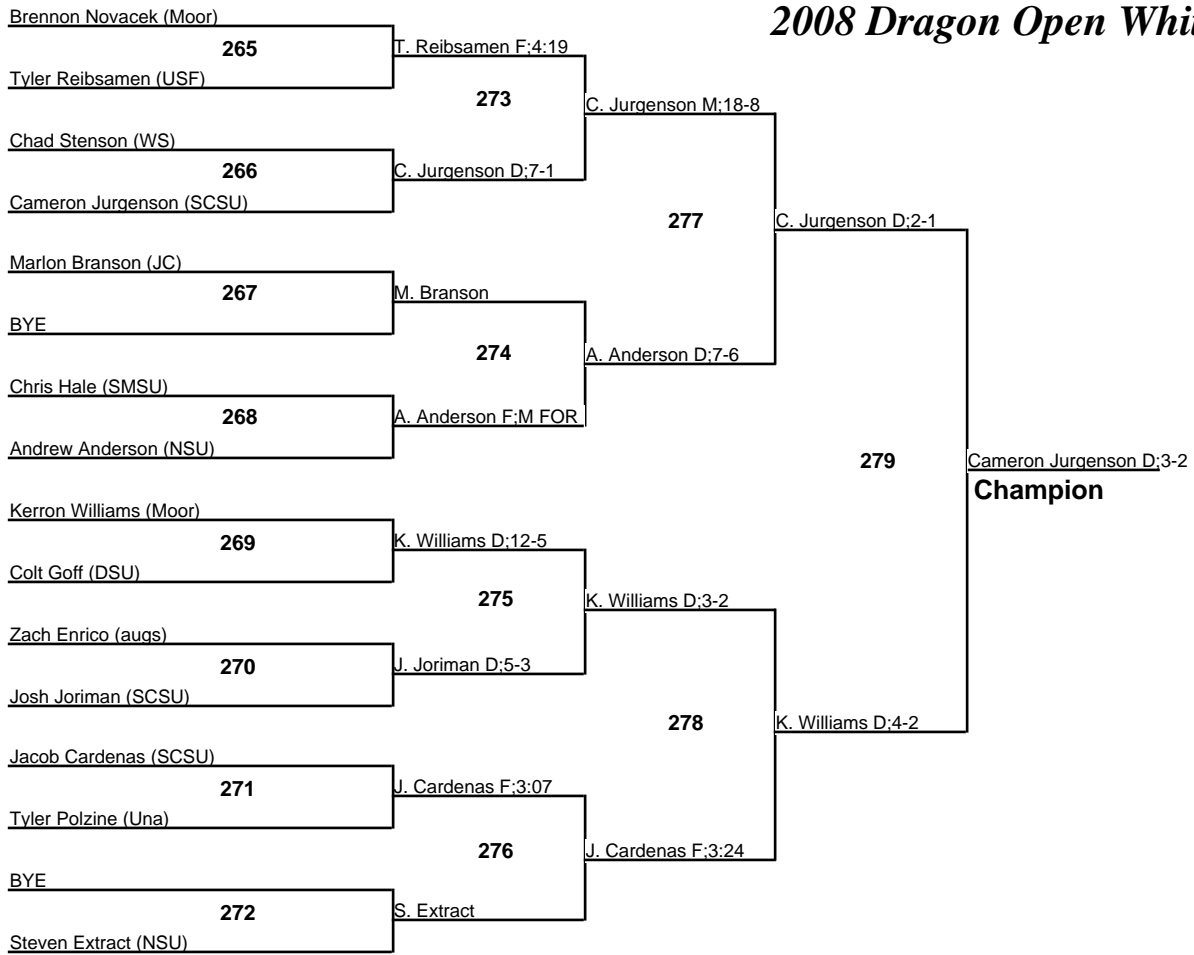 2008 Dragon Open Whi
Brennon Novacek (Moor)
265
T. Reibsamen F;4:19
Tyler Reibsamen (USF)
273
C. Jurgenson M;18-8
Chad Stenson (WS)
266
C. Jurgenson D;7-1
Cameron Jurgenson (SCSU)
277
C. Jurgenson D;2-1
Marlon Branson (JC)
267
M. Branson
BYE
274
A. Anderson D;7-6
Chris Hale (SMSU)
268
A. Anderson F;M FOR
Andrew Anderson (NSU)
279
Cameron Jurgenson D;3-2
Champion
Kerron Williams (Moor)
269
K. Williams D;12-5
Colt Goff (DSU)
275
K. Williams D;3-2
Zach Enrico (augs)
270
J. Joriman D;5-3
Josh Joriman (SCSU)
278
K. Williams D;4-2
Jacob Cardenas (SCSU)
271
J. Cardenas F;3:07
Tyler Polzine (Una)
276
J. Cardenas F;3:24
BYE
272
S. Extract
Steven Extract (NSU)